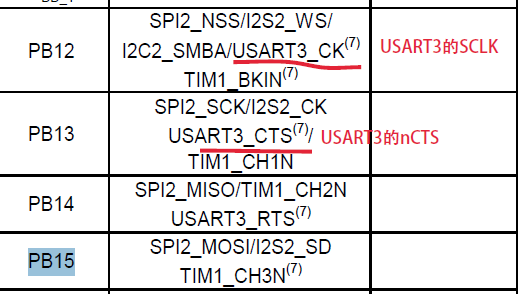 PB12
SPI2_NSS/I2S2_WS/
I2C2_SMBA/USART3_CK(7)
TIM1_BKIN(7)
USART3的SCLK
PB13
SPI2_SCK/I2S2_CK
USART3_CTS(7)/
TIM1_CH1N
USART3的nCTS
PB14
SPI2_MISO/TIM1_CH2N
USART3_RTS(7)
PB15
SPI2_MOSI/I2S2_SD
TIM1_CH3N(7)